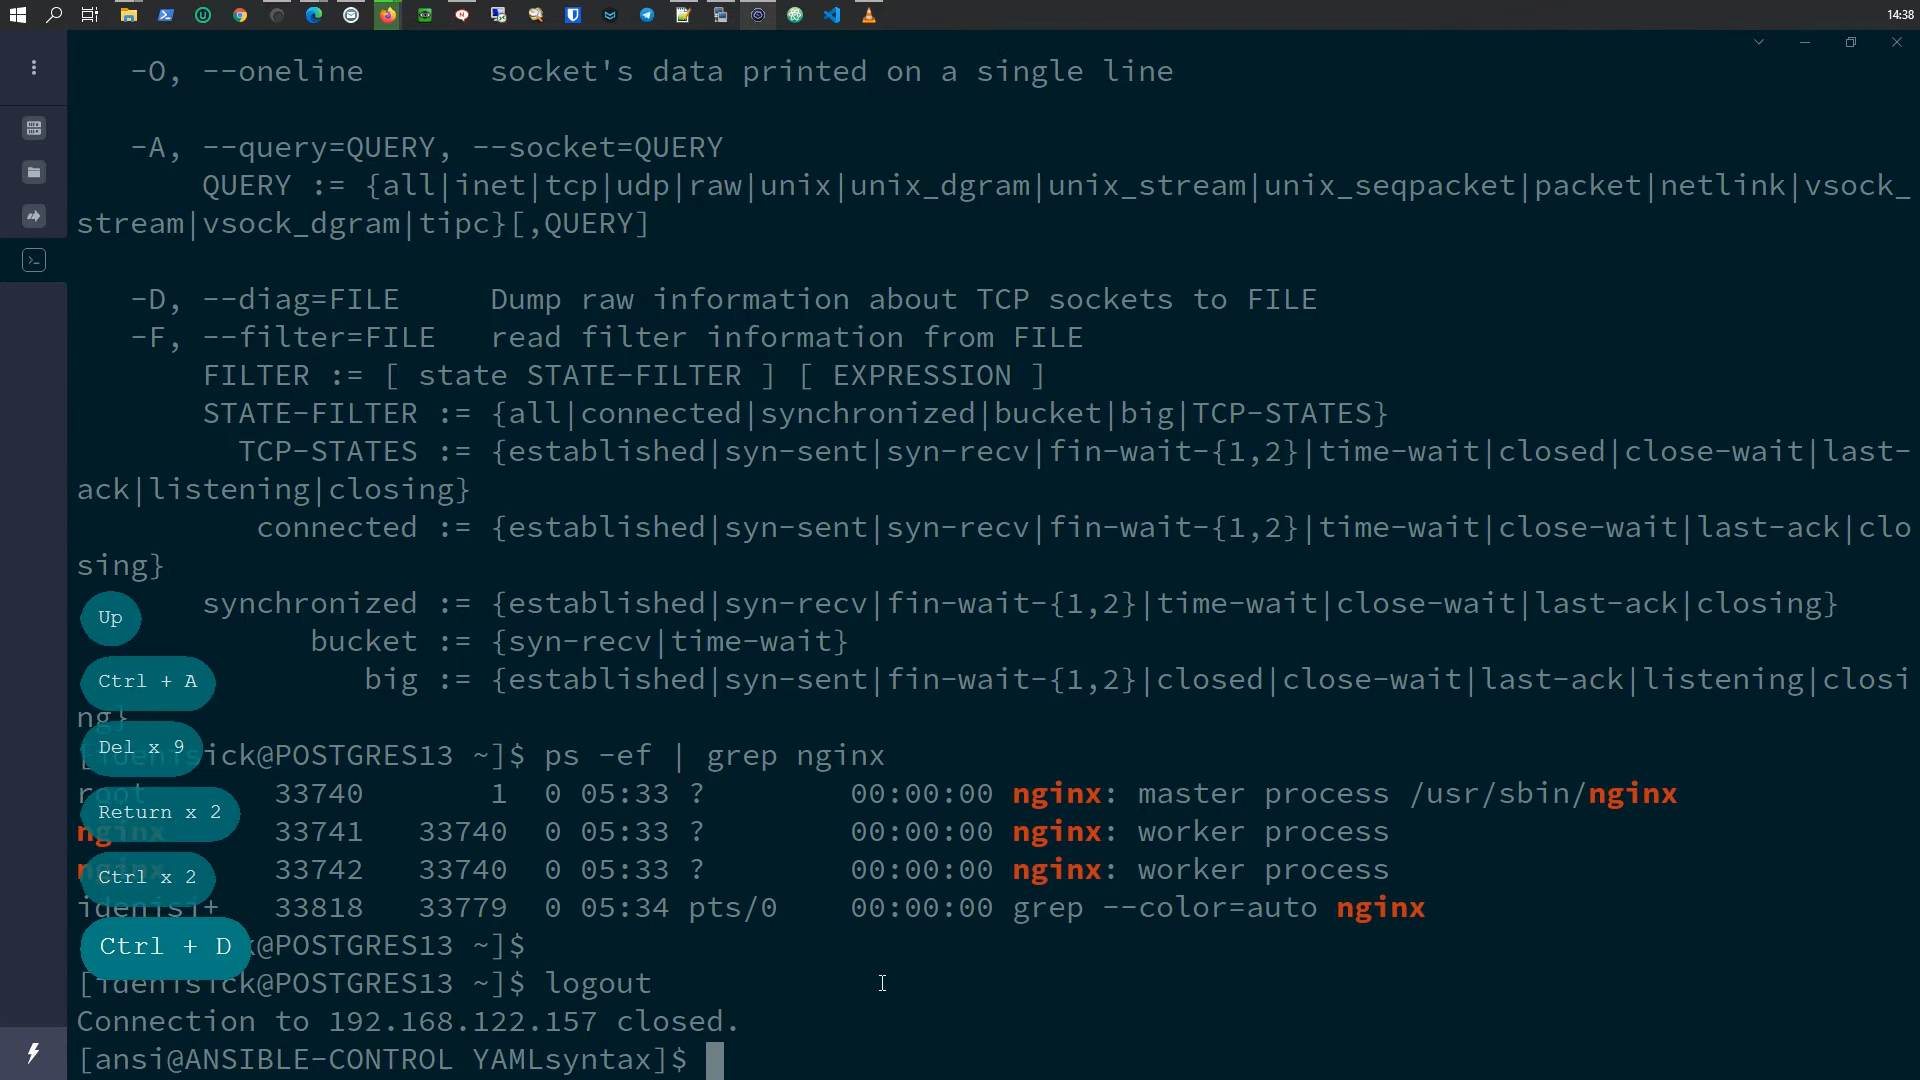 14:38
-O, --oneline       socket's data printed on a single line
-A, --query=QUERY, --socket=QUERY
QUERY := {all|inet|tcp|udp|raw|unix|unix_dgram|unix_stream|unix_seqpacket|packet|netlink|vsock_
stream|vsock_dgram|tipc}[,QUERY]
-D, --diag=FILE     Dump raw information about TCP sockets to FILE
-F, --filter=FILE   read filter information from FILE
FILTER := [ state STATE-FILTER ] [ EXPRESSION ]
STATE-FILTER := {all|connected|synchronized|bucket|big|TCP-STATES}
TCP-STATES := {established|syn-sent|syn-recv|fin-wait-{1,2}|time-wait|closed|close-wait|last-
ack|listening|closing}
connected := {established|syn-sent|syn-recv|fin-wait-{1,2}|time-wait|close-wait|last-ack|clo
sing}
synchronized := {established|syn-recv|fin-wait-{1,2}|time-wait|close-wait|last-ack|closing}
Up
bucket := {syn-recv|time-wait}
Ctrl + A
big := {established|syn-sent|fin-wait-{1,2}|closed|close-wait|last-ack|listening|closi
ng}
Del x 9
[idenisick@POSTGRES13 ~]$ ps -ef | grep nginx
root       33740       1  0 05:33 ?        00:00:00 nginx: master process /usr/sbin/nginx
Return x 2
nginx      33741   33740  0 05:33 ?        00:00:00 nginx: worker process
nginx      33742   33740  0 05:33 ?        00:00:00 nginx: worker process
Ctrl x 2
idenisi+   33818   33779  0 05:34 pts/0    00:00:00 grep --color=auto nginx
Ctrl + D
[idenisick@POSTGRES13 ~]$
[idenisick@POSTGRES13 ~]$ logout
Connection to 192.168.122.157 closed.
[ansi@ANSIBLE-CONTROL YAMLsyntax]$